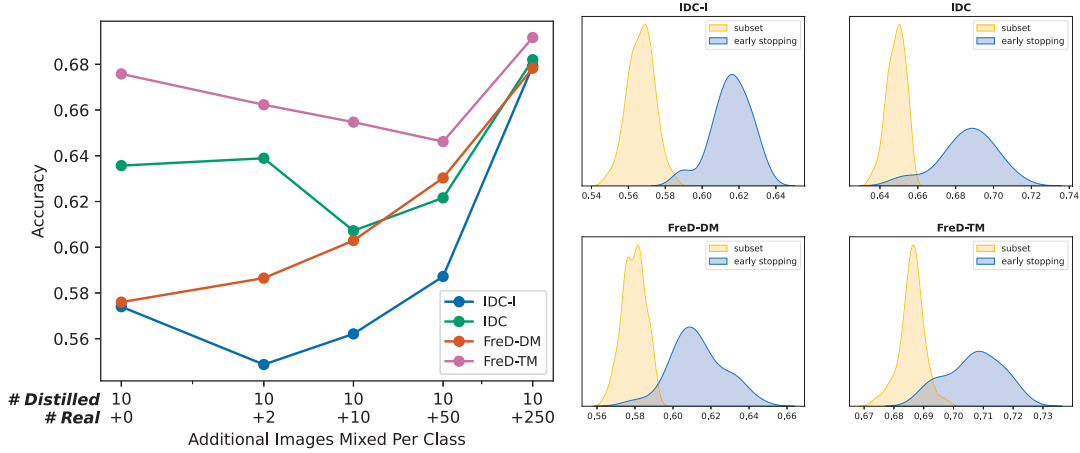 Accuracy
0.68
0.66
0.64
0.62
0.60
0.58
0.56
IDC-I
IDC
FreD-DM
FreD-TM
# Distilled 10 10 10 10 10
# Real +0 +2 +10 +50 +250
Additional Images Mixed Per Class
IDC-I
subset
early stopping
0,54 0,56 0,58 0,60 0,62 0,64
IDC
subset
early stopping
0,64 0,66 0,68 0,70 0,72 0,74
FreD-DM
subset
early stopping
0,56 0,58 0,60 0,62 0,64 0,66
FreD-TM
subset
early stopping
0,67 0,68 0,69 0,70 0,71 0,72 0,73